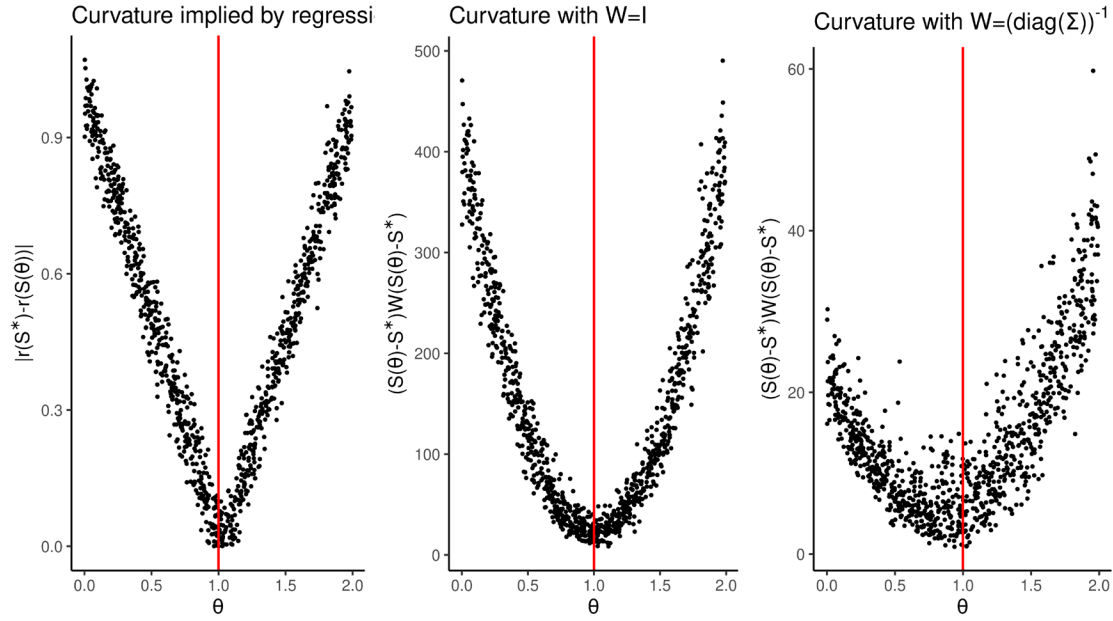 Curvature implied by regressi
|r(S*)-r(S(θ))|
0.9
0.6
0.3
0.0
0.0 0.5 1.0 1.5 2.0
θ
Curvature with W=I
(S(θ)-S*)W(S(θ)-S*)
500
400
300
200
100
0
0.0 0.5 1.0 1.5 2.0
θ
Curvature with W=(diag(Σ))⁻¹
(S(θ)-S*)W(S(θ)-S*)
60
40
20
0
0.0 0.5 1.0 1.5 2.0
θ